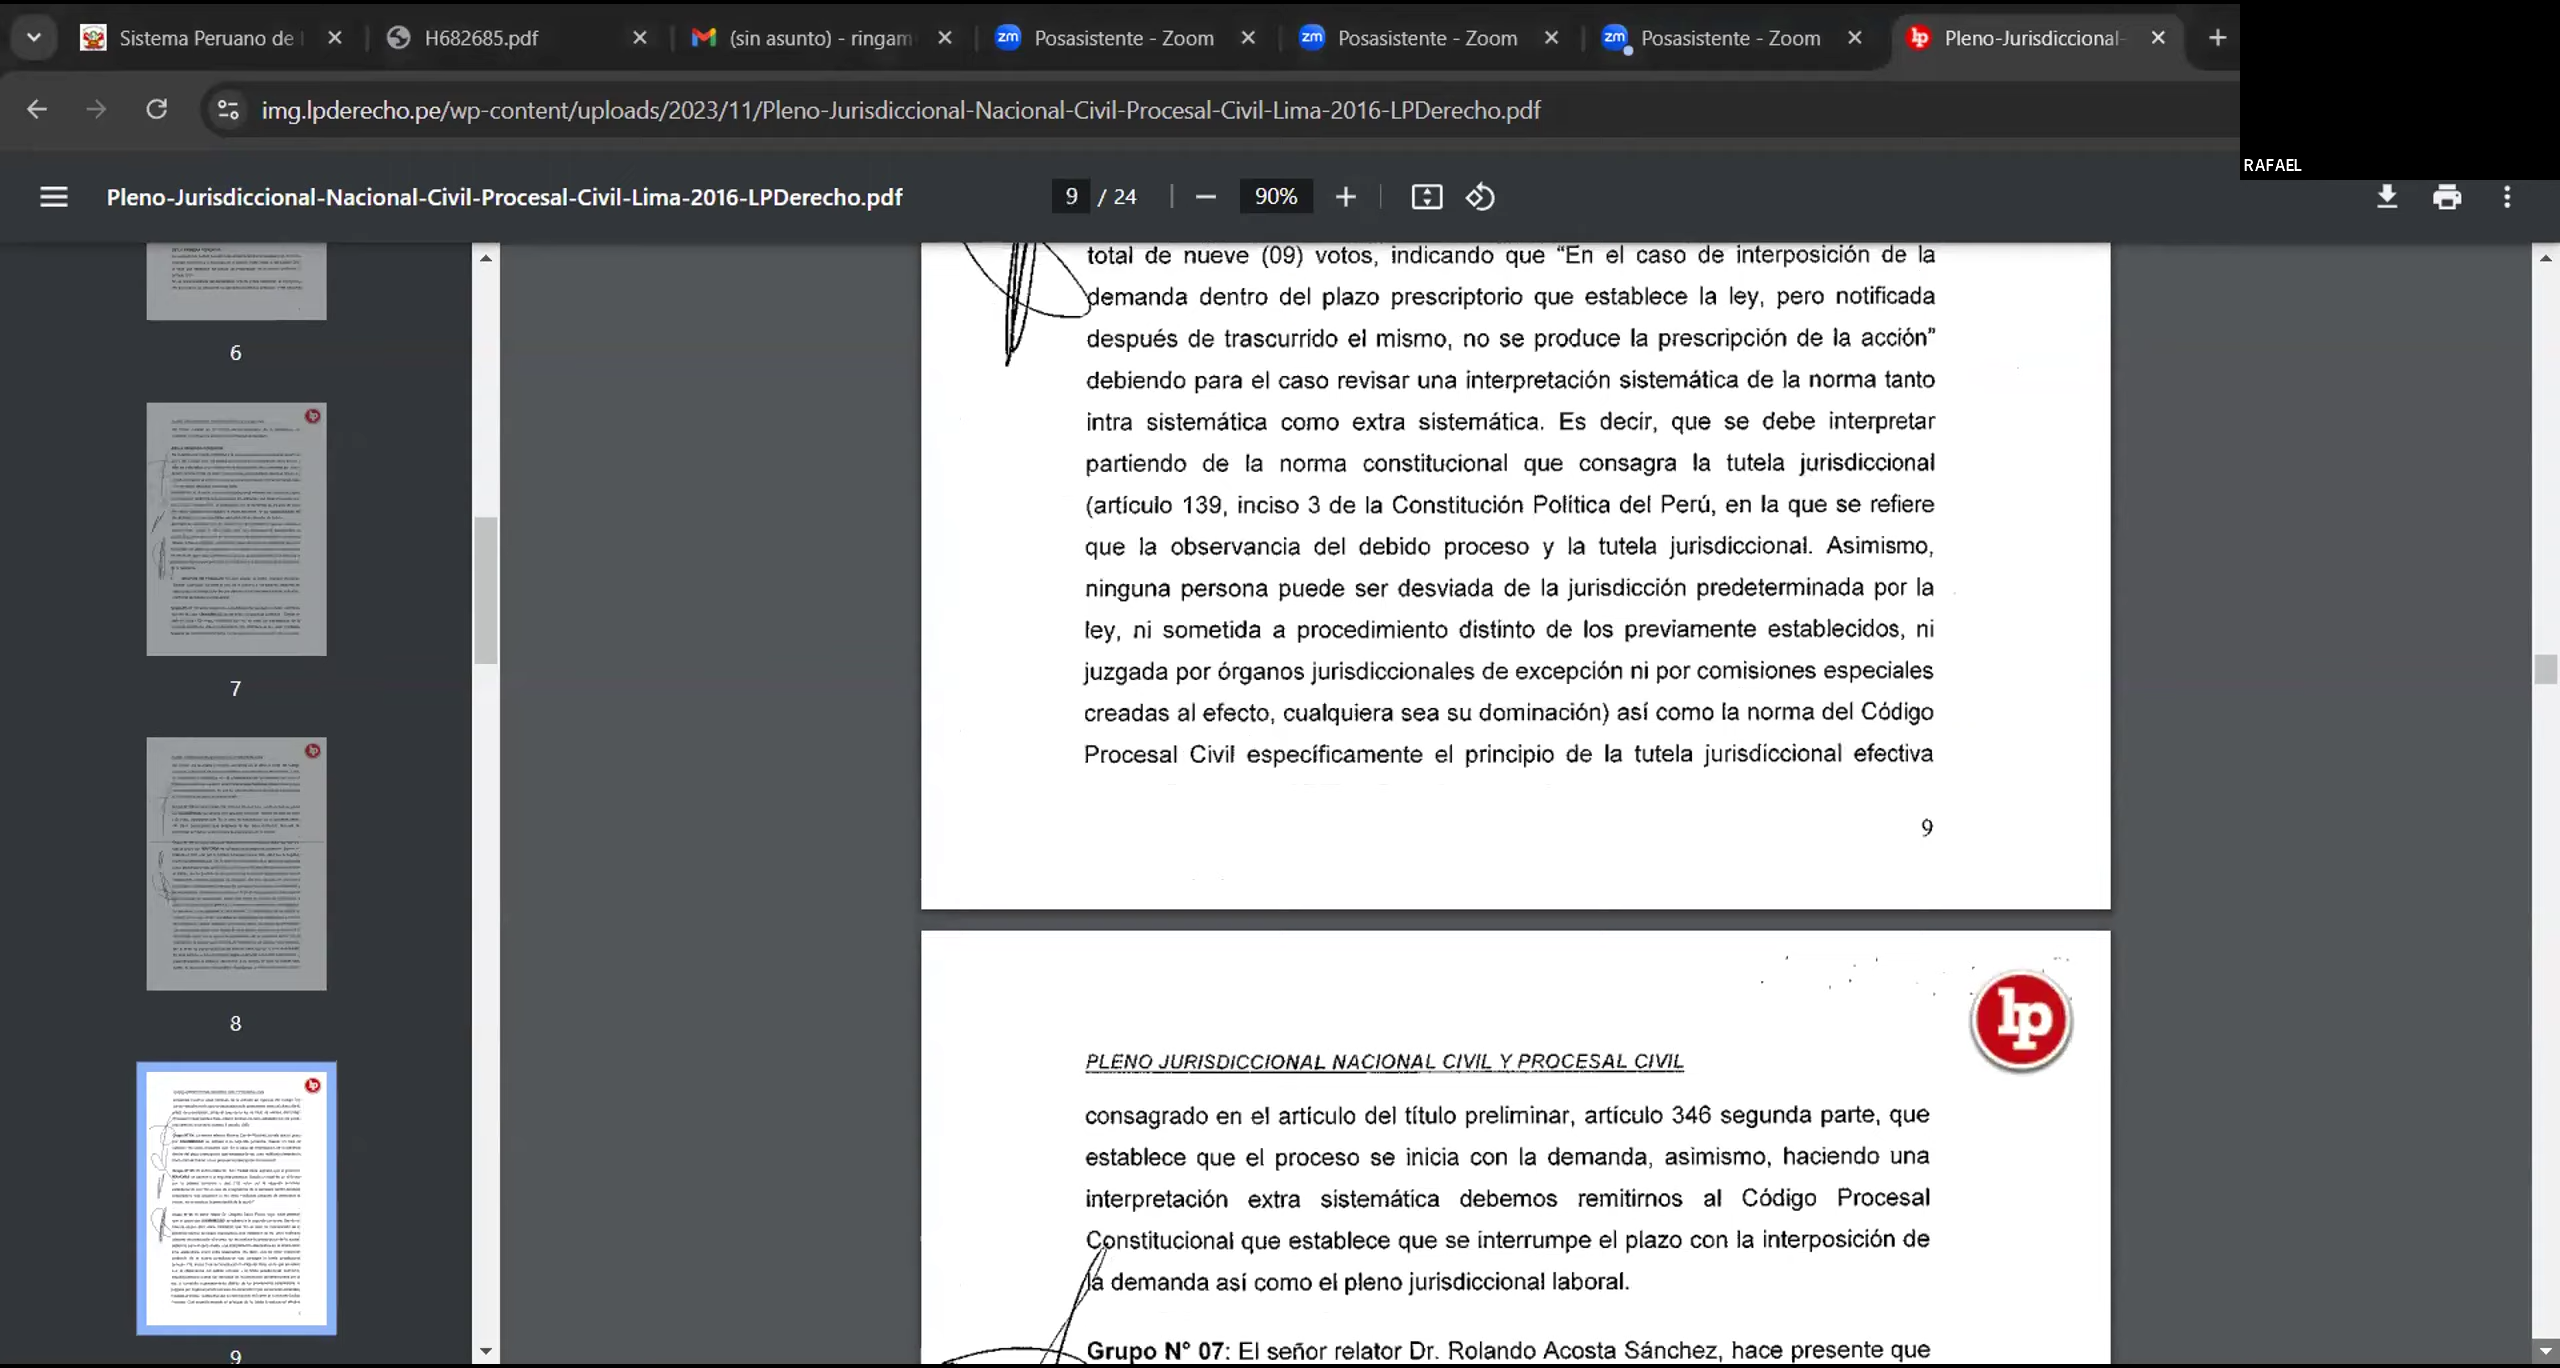 Sistema Peruano de
H682685.pdf
(sin asunto) - ringam
zm Posasistente - Zoom
zm Posasistente - Zoom
zm Posasistente - Zoom
lp Pleno-Jurisdiccional-
img.lpderecho.pe/wp-content/uploads/2023/11/Pleno-Jurisdiccional-Nacional-Civil-Procesal-Civil-Lima-2016-LPDerecho.pdf
RAFAEL
Pleno-Jurisdiccional-Nacional-Civil-Procesal-Civil-Lima-2016-LPDerecho.pdf
9 / 24
90%
6
7
8
9
total de nueve (09) votos, indicando que “En el caso de interposición de la
demanda dentro del plazo prescriptorio que establece la ley, pero notificada
después de trascurrido el mismo, no se produce la prescripción de la acción”
debiendo para el caso revisar una interpretación sistemática de la norma tanto
intra sistemática como extra sistemática. Es decir, que se debe interpretar
partiendo de la norma constitucional que consagra la tutela jurisdiccional
(artículo 139, inciso 3 de la Constitución Política del Perú, en la que se refiere
que la observancia del debido proceso y la tutela jurisdiccional. Asimismo,
ninguna persona puede ser desviada de la jurisdicción predeterminada por la
ley, ni sometida a procedimiento distinto de los previamente establecidos, ni
juzgada por órganos jurisdiccionales de excepción ni por comisiones especiales
creadas al efecto, cualquiera sea su dominación) así como la norma del Código
Procesal Civil específicamente el principio de la tutela jurisdiccional efectiva
9
lp
PLENO JURISDICCIONAL NACIONAL CIVIL Y PROCESAL CIVIL
consagrado en el artículo del título preliminar, artículo 346 segunda parte, que
establece que el proceso se inicia con la demanda, asimismo, haciendo una
interpretación extra sistemática debemos remitirnos al Código Procesal
Constitucional que establece que se interrumpe el plazo con la interposición de
la demanda así como el pleno jurisdiccional laboral.
Grupo N° 07: El señor relator Dr. Rolando Acosta Sánchez, hace presente que